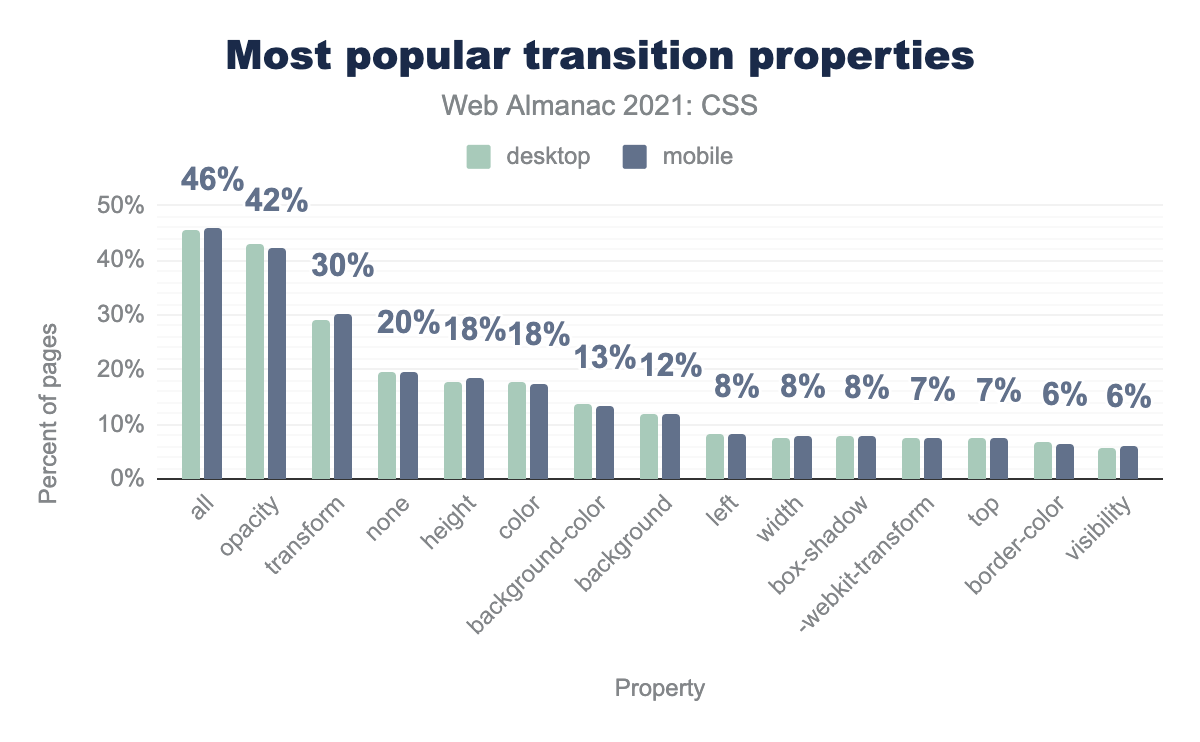 Most popular transition properties
Web Almanac 2021: CSS
desktop
mobile
46%
42%
30%
20%
18%
18%
13%
12%
8%
8%
8%
7%
7%
6%
6%
50%
40%
30%
20%
10%
0%
Percent of pages
all
opacity
transform
none
height
color
background-color
background
left
width
box-shadow
-webkit-transform
top
border-color
visibility
Property